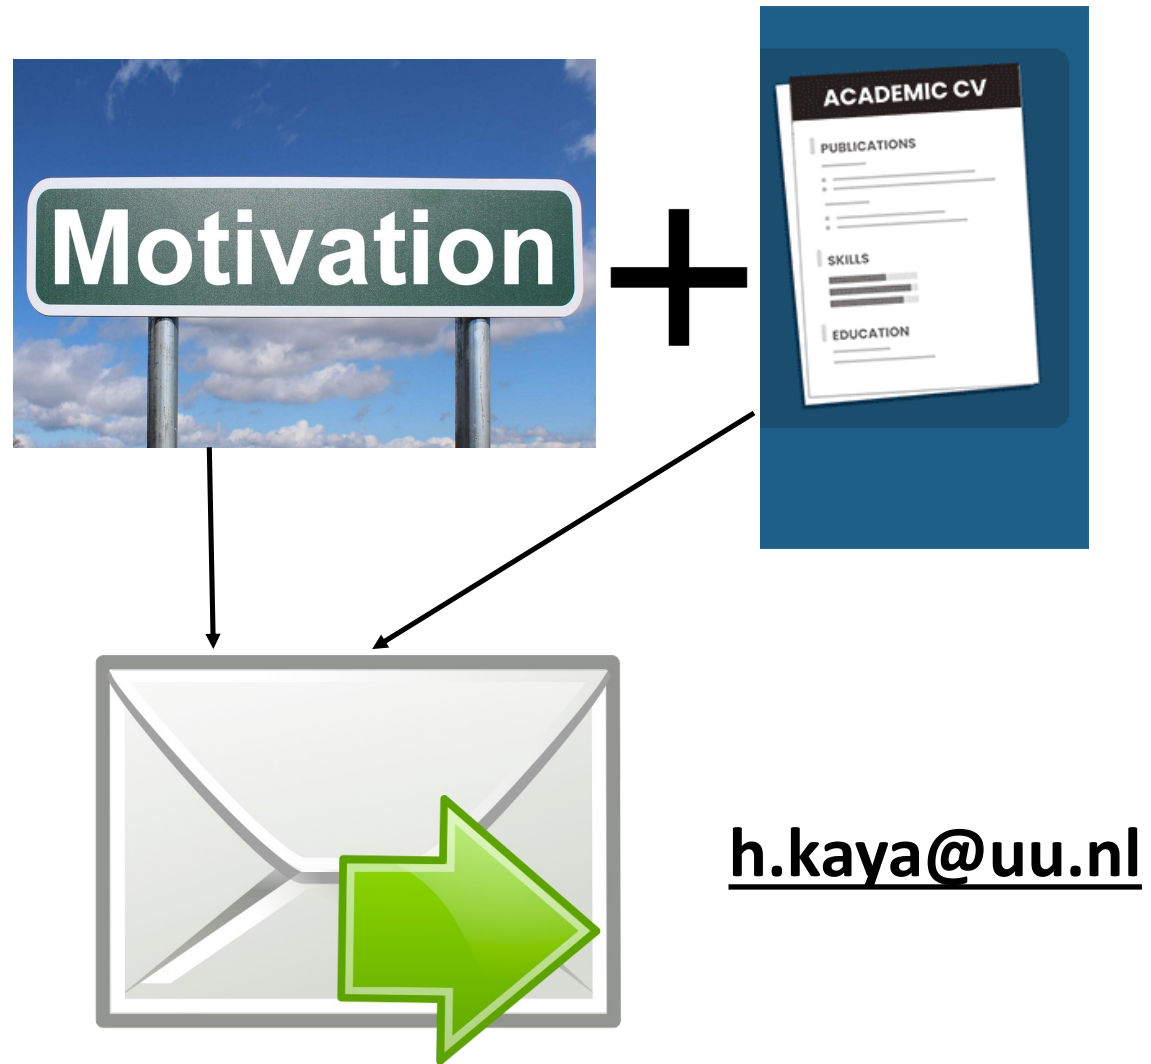 Motivation
ACADEMIC CV
PUBLICATIONS
SKILLS
EDUCATION
h.kaya@uu.nl